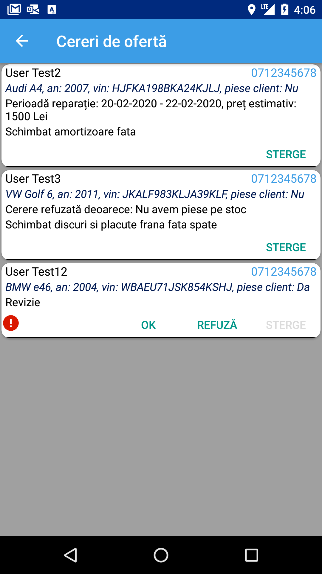 4:06
Cereri de ofertă
User Test2 0712345678
Audi A4, an: 2007, vin: HJFKA198BKA24KJLJ, piese client: Nu
Perioadă reparație: 20-02-2020 - 22-02-2020, preț estimativ:
1500 Lei
Schimbat amortizoare fata
STERGE
User Test3 0712345678
VW Golf 6, an: 2011, vin: JKALF983KLJA39KLF, piese client: Nu
Cerere refuzată deoarece: Nu avem piese pe stoc
Schimbat discuri si placute frana fata spate
STERGE
User Test12 0712345678
BMW e46, an: 2004, vin: WBAEU71JSK854KSHJ, piese client: Da
Revizie
OK REFUZĂ STERGE